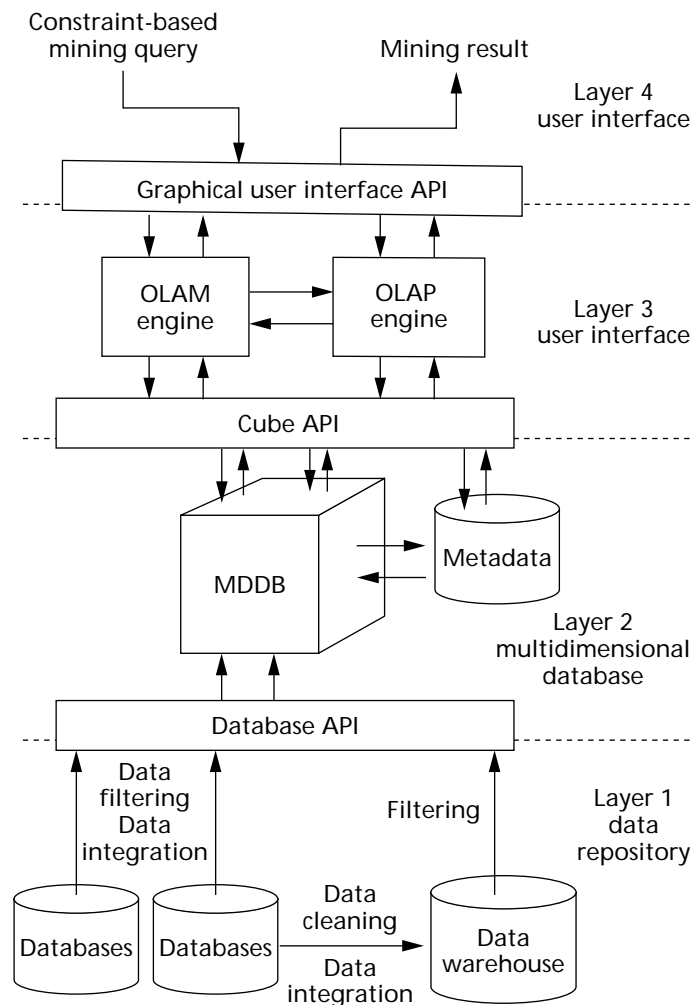 Constraint-based
mining query
Mining result
Layer 4
user interface
Graphical user interface API
OLAM
engine
OLAP
engine
Layer 3
user interface
Cube API
MDDB
Metadata
Layer 2
multidimensional
database
Database API
Data
filtering
Data
integration
Filtering
Layer 1
data
repository
Databases
Databases
Data
cleaning
Data
integration
Data
warehouse